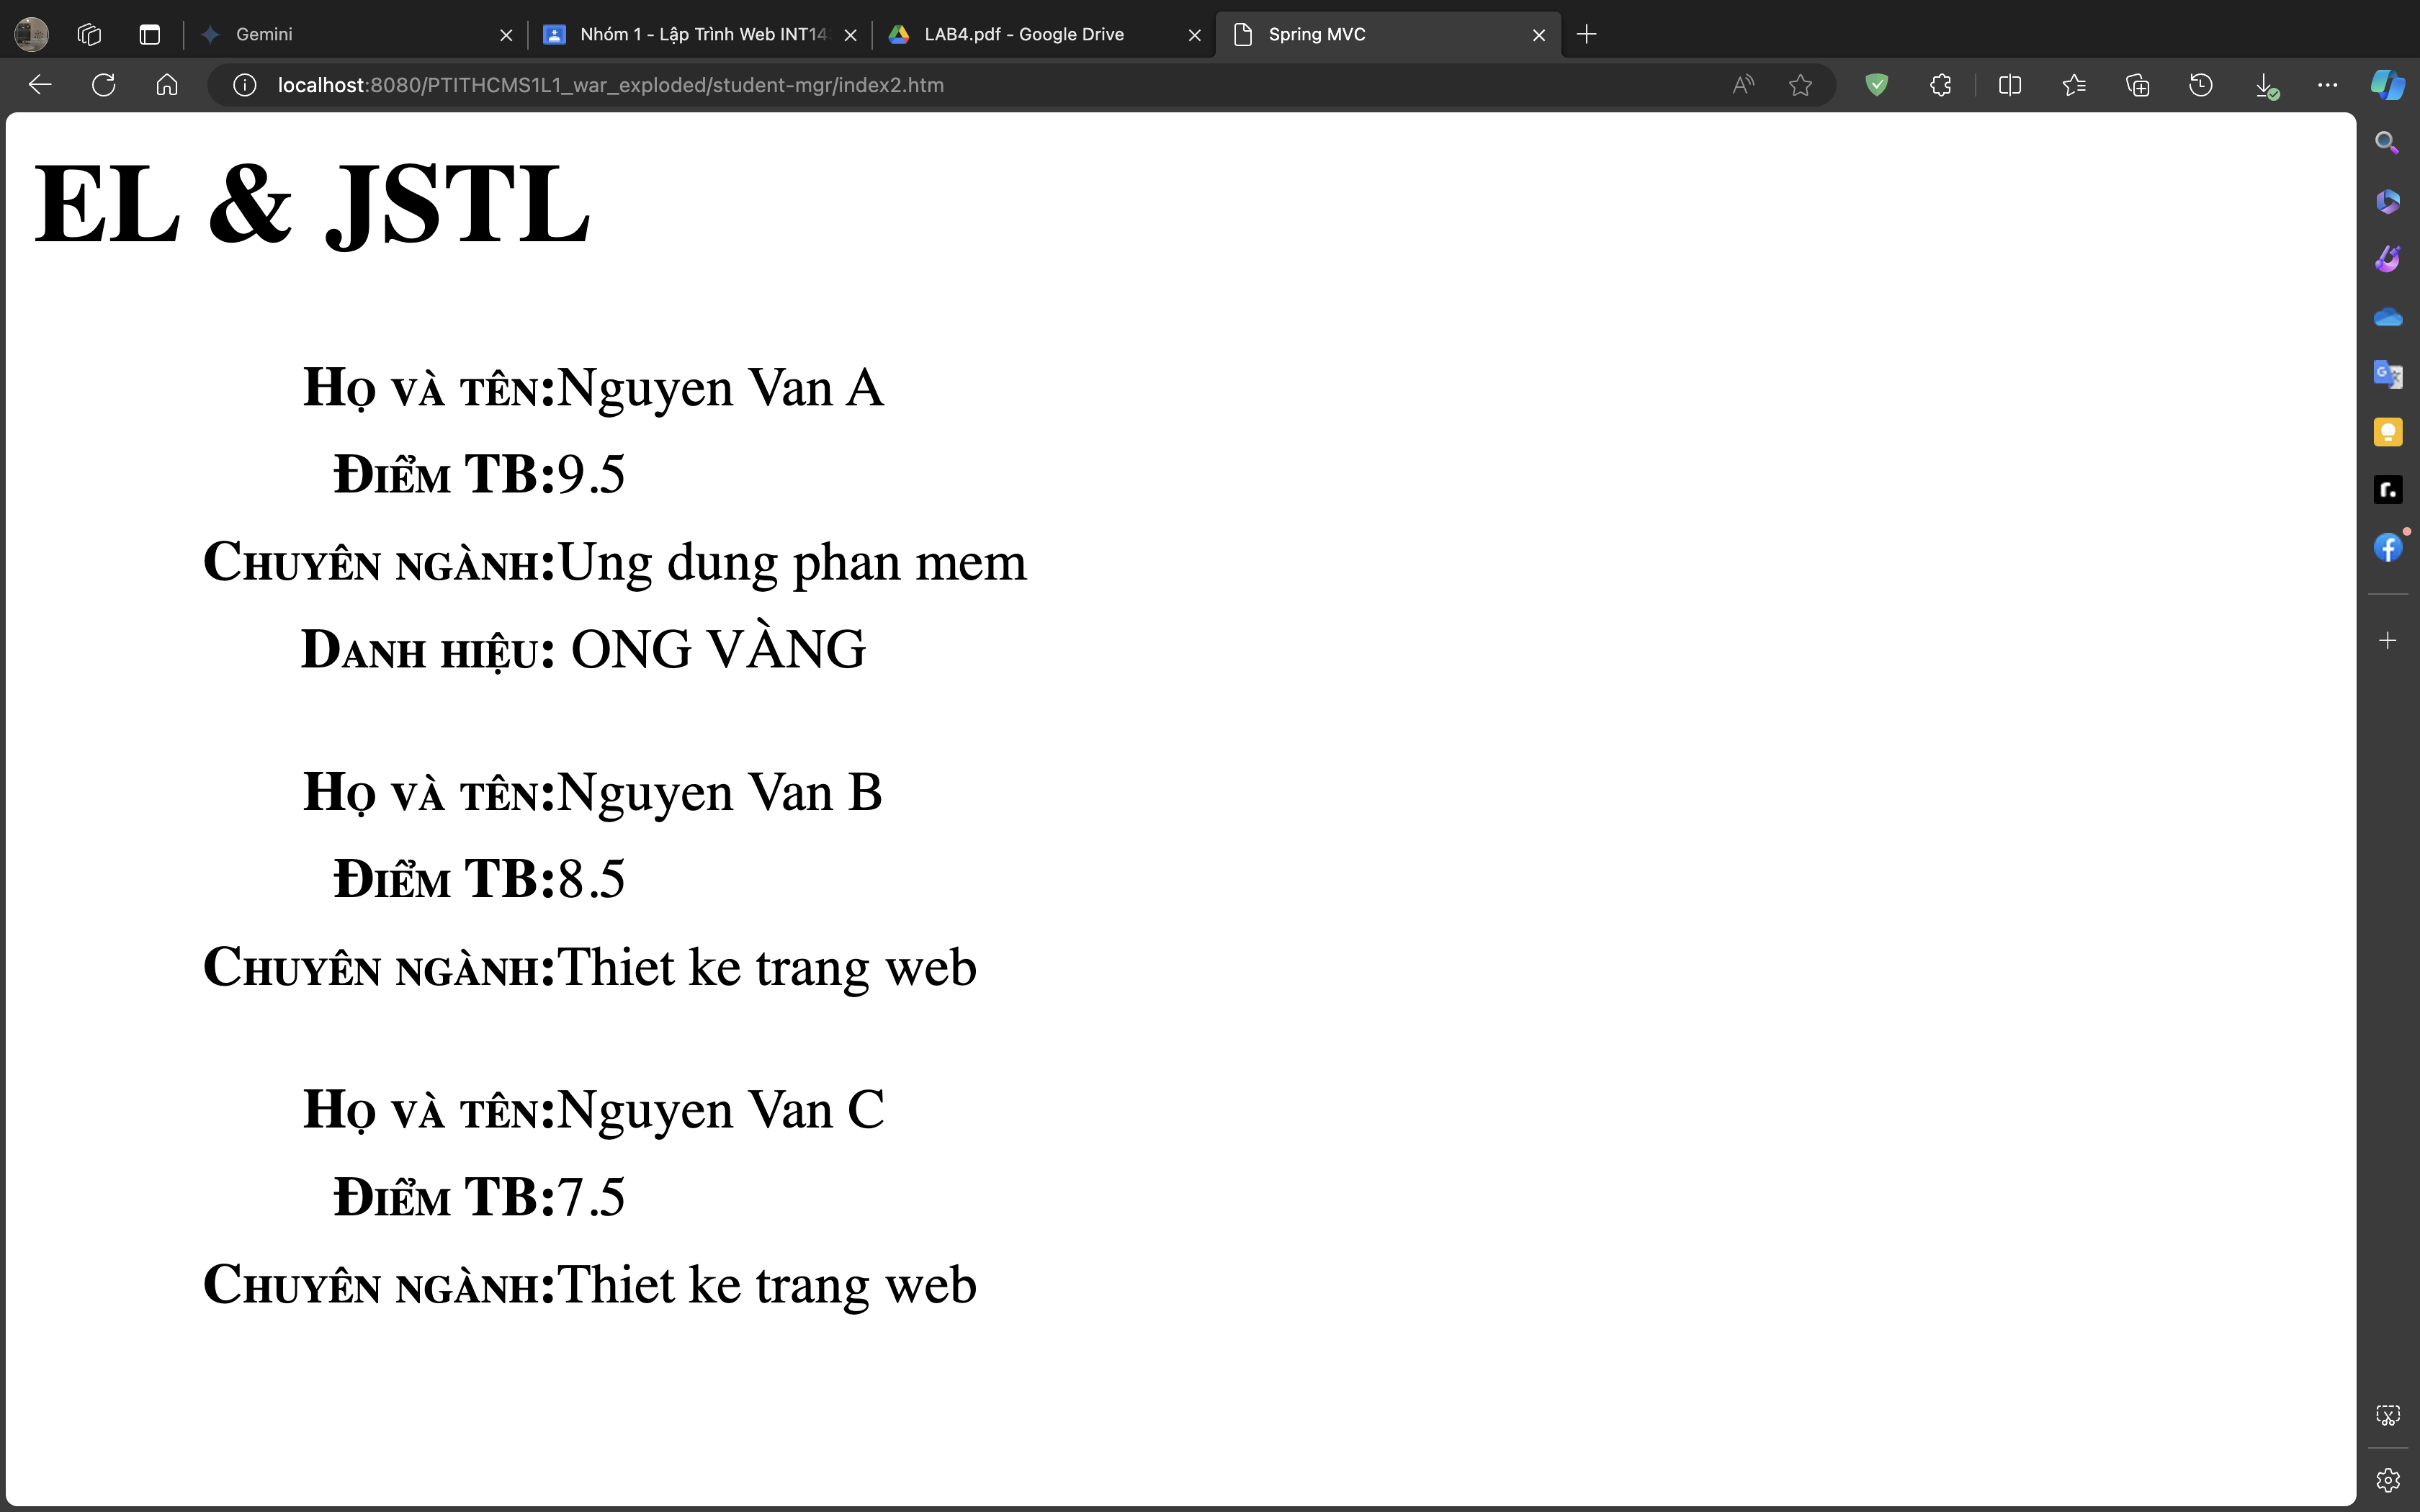 Gemini
Nhóm 1 - Lập Trình Web INT14
LAB4.pdf - Google Drive
Spring MVC
localhost:8080/PTITHCMS1L1_war_exploded/student-mgr/index2.htm
EL & JSTL
Họ và tên:Nguyen Van A
Điểm TB:9.5
Chuyên ngành:Ung dung phan mem
Danh hiệu: ONG VÀNG
Họ và tên:Nguyen Van B
Điểm TB:8.5
Chuyên ngành:Thiet ke trang web
Họ và tên:Nguyen Van C
Điểm TB:7.5
Chuyên ngành:Thiet ke trang web